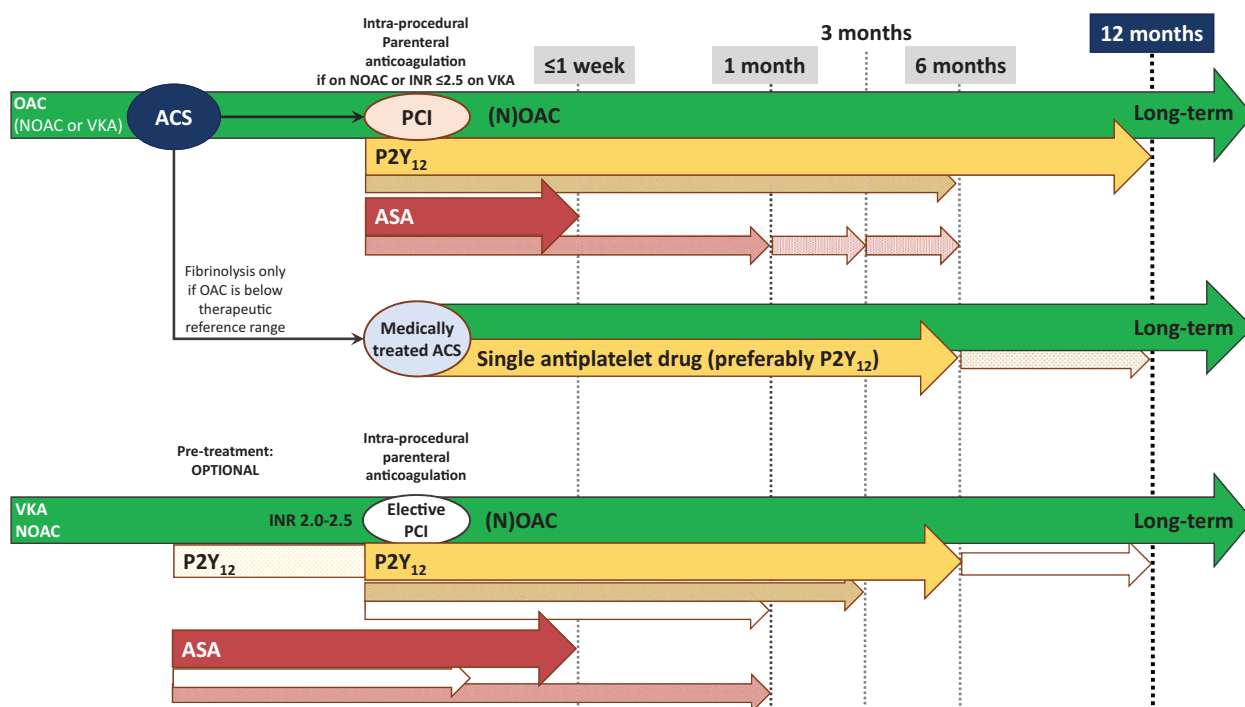 Intra-procedural
Parenteral
anticoagulation
if on NOAC or INR ≤2.5 on VKA
≤1 week
1 month
3 months
6 months
12 months
OAC
(NOAC or VKA)
ACS
PCI
(N)OAC
Long-term
P2Y12
ASA
Fibrinolysis only
if OAC is below
therapeutic
reference range
Medically
treated ACS
Long-term
Single antiplatelet drug (preferably P2Y12)
Pre-treatment:
OPTIONAL
Intra-procedural
parenteral
anticoagulation
VKA
NOAC
INR 2.0-2.5
Elective
PCI
(N)OAC
Long-term
P2Y12
P2Y12
ASA